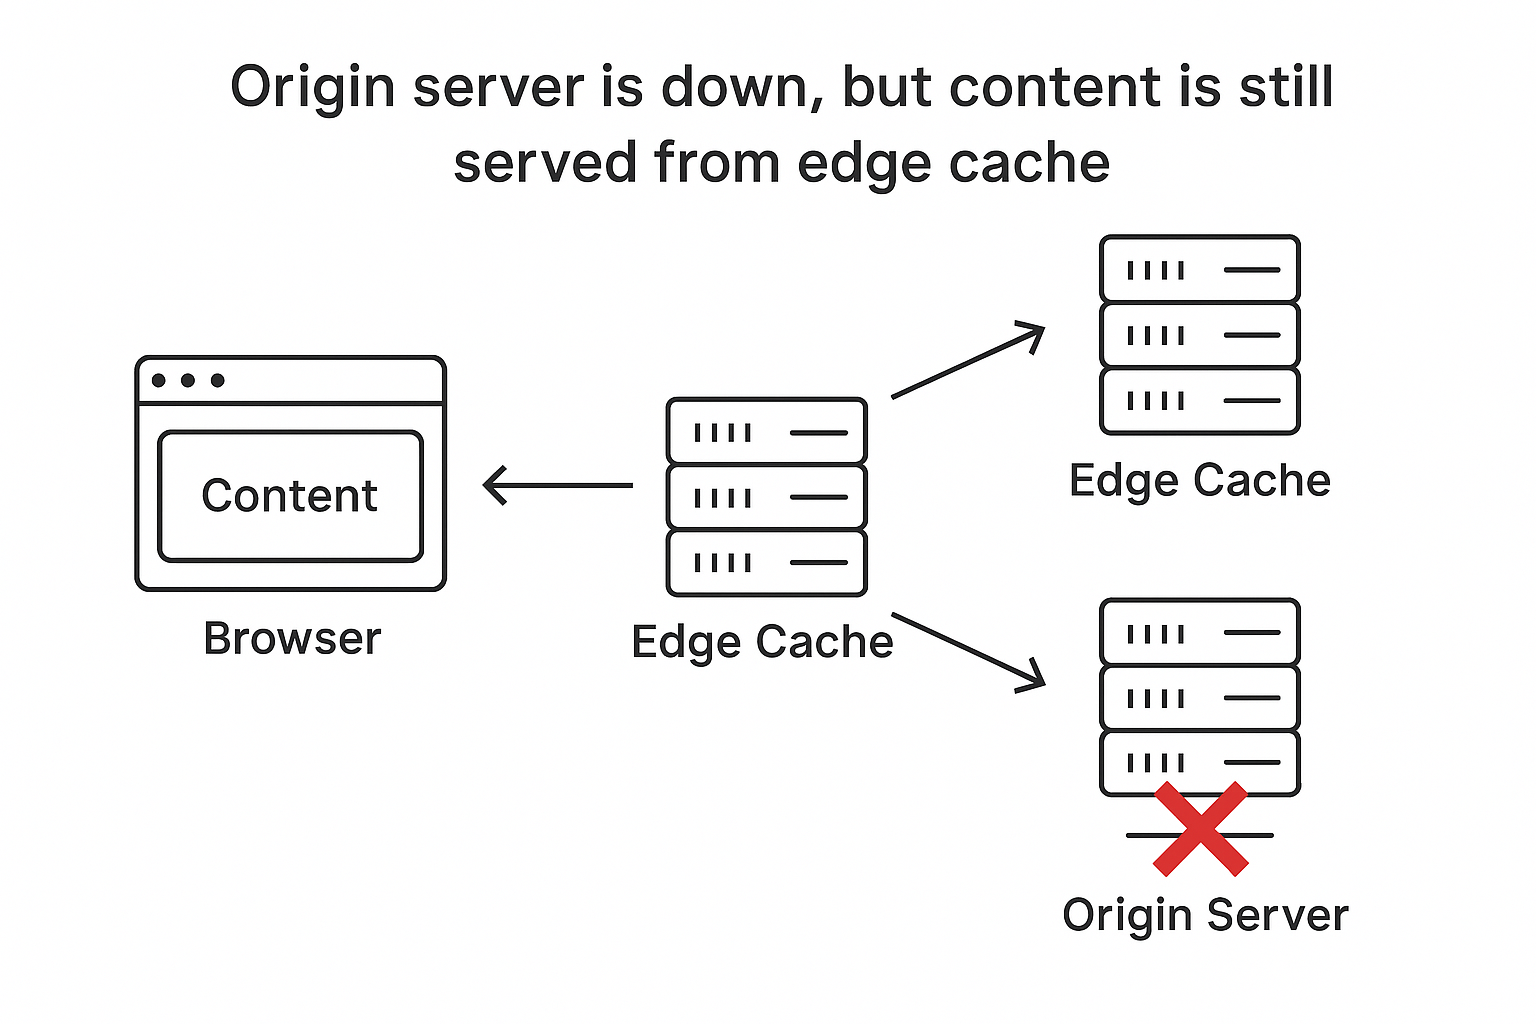 Origin server is down, but content is still
served from edge cache
Content
Browser
Edge Cache
Edge Cache
Origin Server